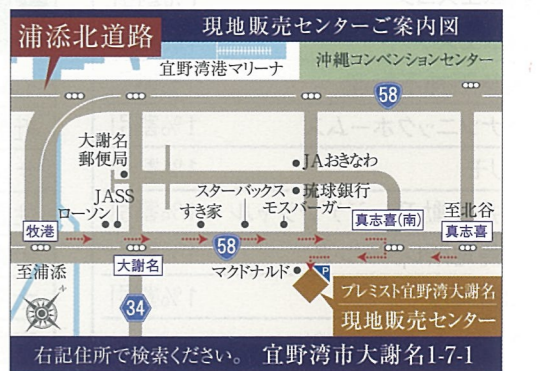 現地販売センターご案内図
浦添北道路
宜野湾港マリーナ
沖縄コンベンションセンター
58
大謝名
郵便局
JAおきなわ
JASS
ローソン
スターバックス
琉球銀行
すき家
モスバーガー
真志喜(南)
至北谷
牧港
58
真志喜
至浦添
大謝名
マクドナルド
P
プレミスト宜野湾大謝名
現地販売センター
N
34
右記住所で検索ください。 宜野湾市大謝名1-7-1